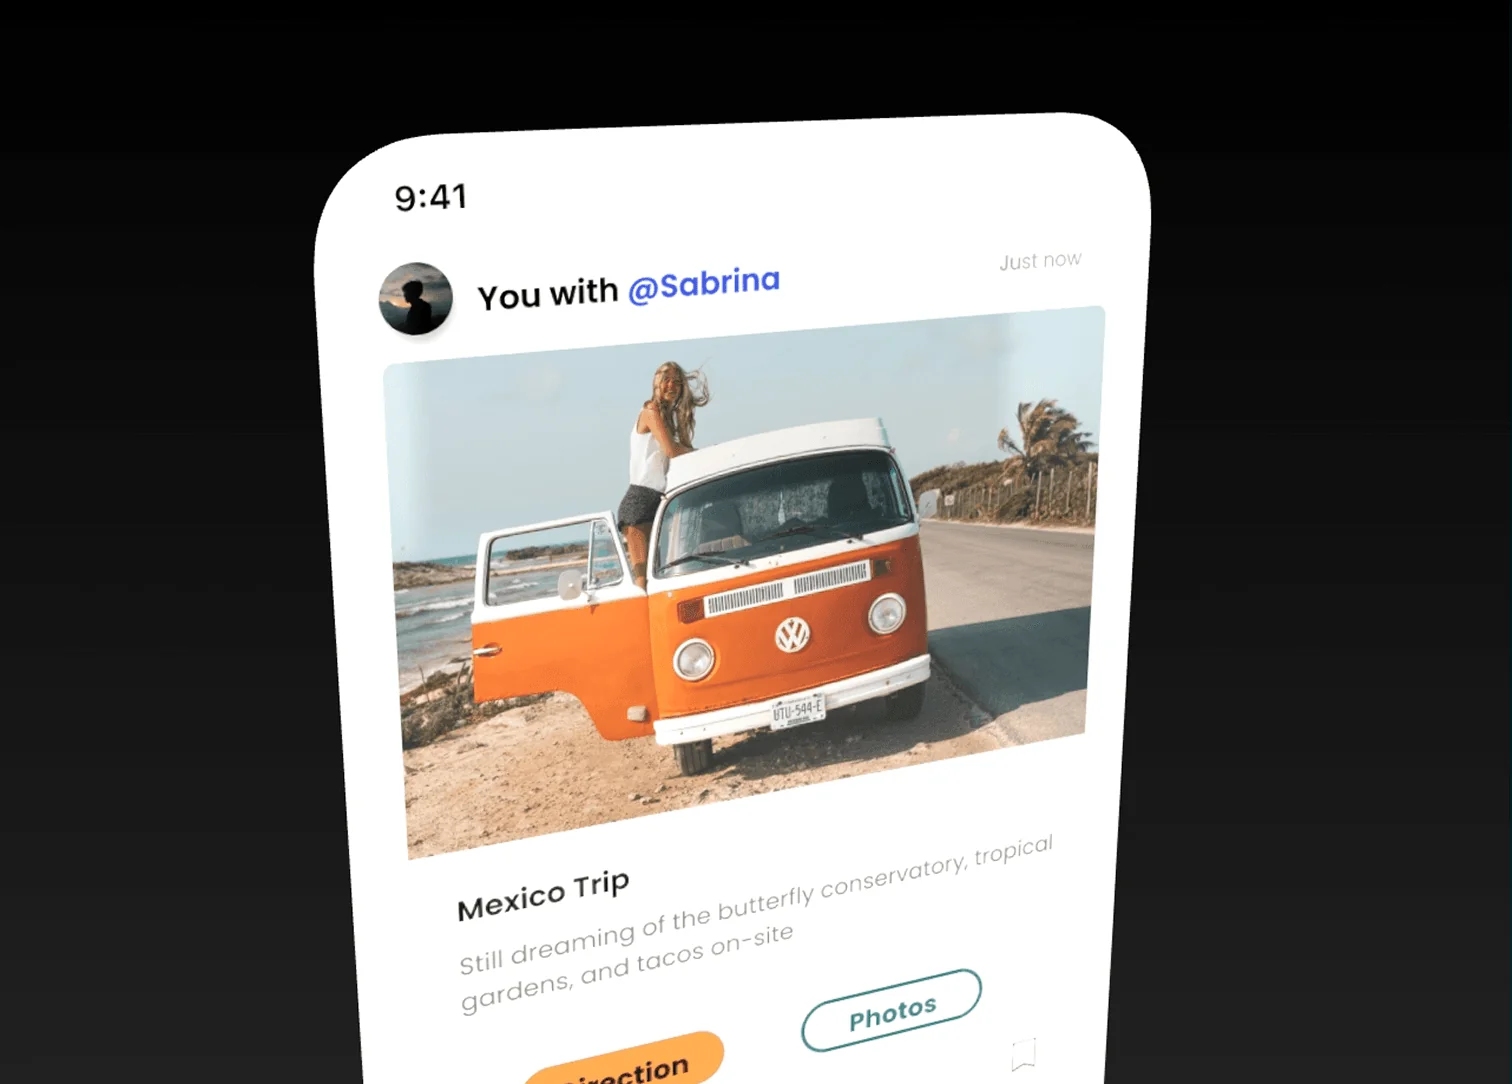 9:41
You with @Sabrina
Just now
UTU-544-E
Mexico Trip
Still dreaming of the butterfly conservatory, tropical
gardens, and tacos on-site
Photos
irection